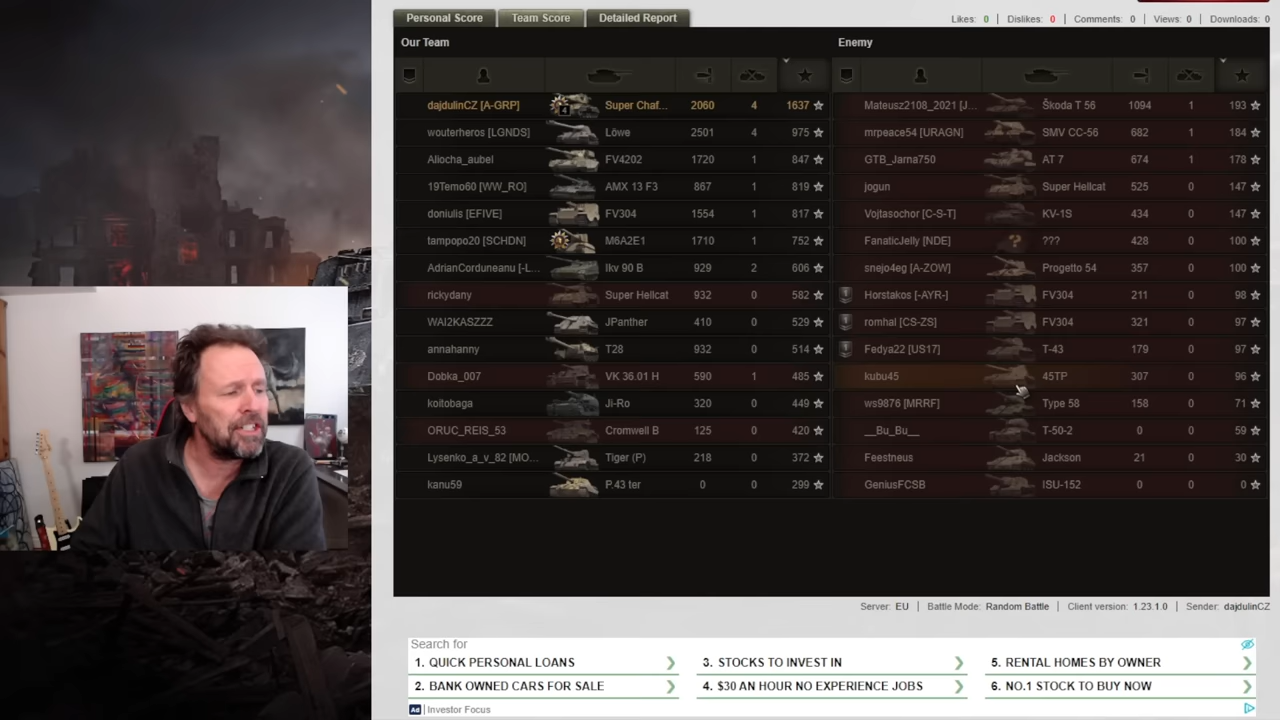 Personal Score Team Score Detailed Report Likes: 0 | Dislikes: 0 | Comments: 0 | Views: 0 | Downloads: 0
Our Team Enemy
dajdulinCZ [A-GRP] 4 Super Chaf... 2060 4 1637 Mateusz2108_2021 [J... Škoda T 56 1094 1 193
wouterheros [LGNDS] Löwe 2501 4 975 mrpeace54 [URAGN] SMV CC-56 682 1 184
Aliocha_aubel FV4202 1720 1 847 GTB_Jarna750 AT 7 674 1 178
19Temo60 [WW_RO] AMX 13 F3 867 1 819 jogun Super Hellcat 525 0 147
doniulis [EFIVE] FV304 1554 1 817 Vojtasochor [C-S-T] KV-1S 434 0 147
tampopo20 [SCHDN] M6A2E1 1710 1 752 FanaticJelly [NDE] ? ??? 428 0 100
AdrianCorduneanu [-L... Ikv 90 B 929 2 606 snejo4eg [A-ZOW] Progetto 54 357 0 100
rickydany Super Hellcat 932 0 582 Horstakos [-AYR-] FV304 211 0 98
WAI2KASZZZ JPanther 410 0 529 romhal [CS-ZS] FV304 321 0 97
annahanny T28 932 0 514 Fedya22 [US17] T-43 179 0 97
Dobka_007 VK 36.01 H 590 1 485 kubu45 45TP 307 0 96
koitobaga Ji-Ro 320 0 449 ws9876 [MRRF] Type 58 158 0 71
ORUC_REIS_53 Cromwell B 125 0 420 __Bu_Bu__ T-50-2 0 0 59
Lysenko_a_v_82 [MO... Tiger (P) 218 0 372 Feestneus Jackson 21 0 30
kanu59 P.43 ter 0 0 299 GeniusFCSB ISU-152 0 0 0
Server: EU | Battle Mode: Random Battle | Client version: 1.23.1.0 | Sender: dajdulinCZ
Search for
1. QUICK PERSONAL LOANS 3. STOCKS TO INVEST IN 5. RENTAL HOMES BY OWNER
2. BANK OWNED CARS FOR SALE 4. $30 AN HOUR NO EXPERIENCE JOBS 6. NO.1 STOCK TO BUY NOW
Ad | Investor Focus